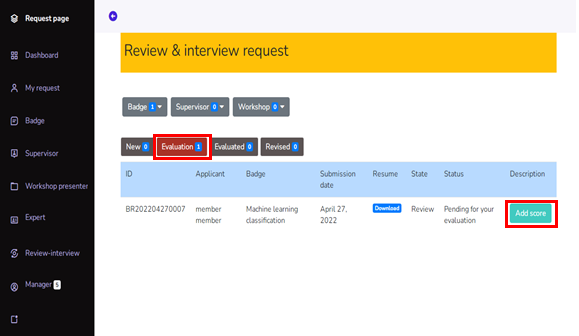 Request page
Dashboard
My request
Badge
Supervisor
Workshop presenter
Expert
Review-interview
Manager 5
Review & interview request
Badge 1 Supervisor 0 Workshop 0
New 0 Evaluation 1 Evaluated 0 Revised 0
ID Applicant Badge Submission date Resume State Status Description
BR202204270007 member member Machine learning classification April 27, 2022 Download Review Pending for your evaluation Add score